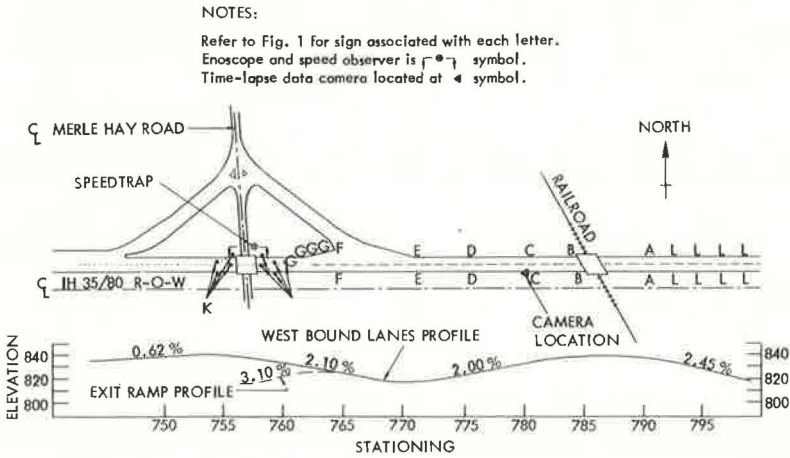 NOTES:
Refer to Fig. 1 for sign associated with each letter.
Enoscope and speed observer is symbol.
Time-lapse data camera located at ◄ symbol.
℄ MERLE HAY ROAD
NORTH
SPEEDTRAP
RAILROAD
G G G G F E D C B A L L L L
℄ IH 35/80 R-O-W F E D C B A L L L L
K
CAMERA
LOCATION
WEST BOUND LANES PROFILE
ELEVATION
840 0.62 % 2.10 % 2.00 % 2.45 % 840
820 3.10 % 820
EXIT RAMP PROFILE
800 800
750 755 760 765 770 775 780 785 790 795
STATIONING